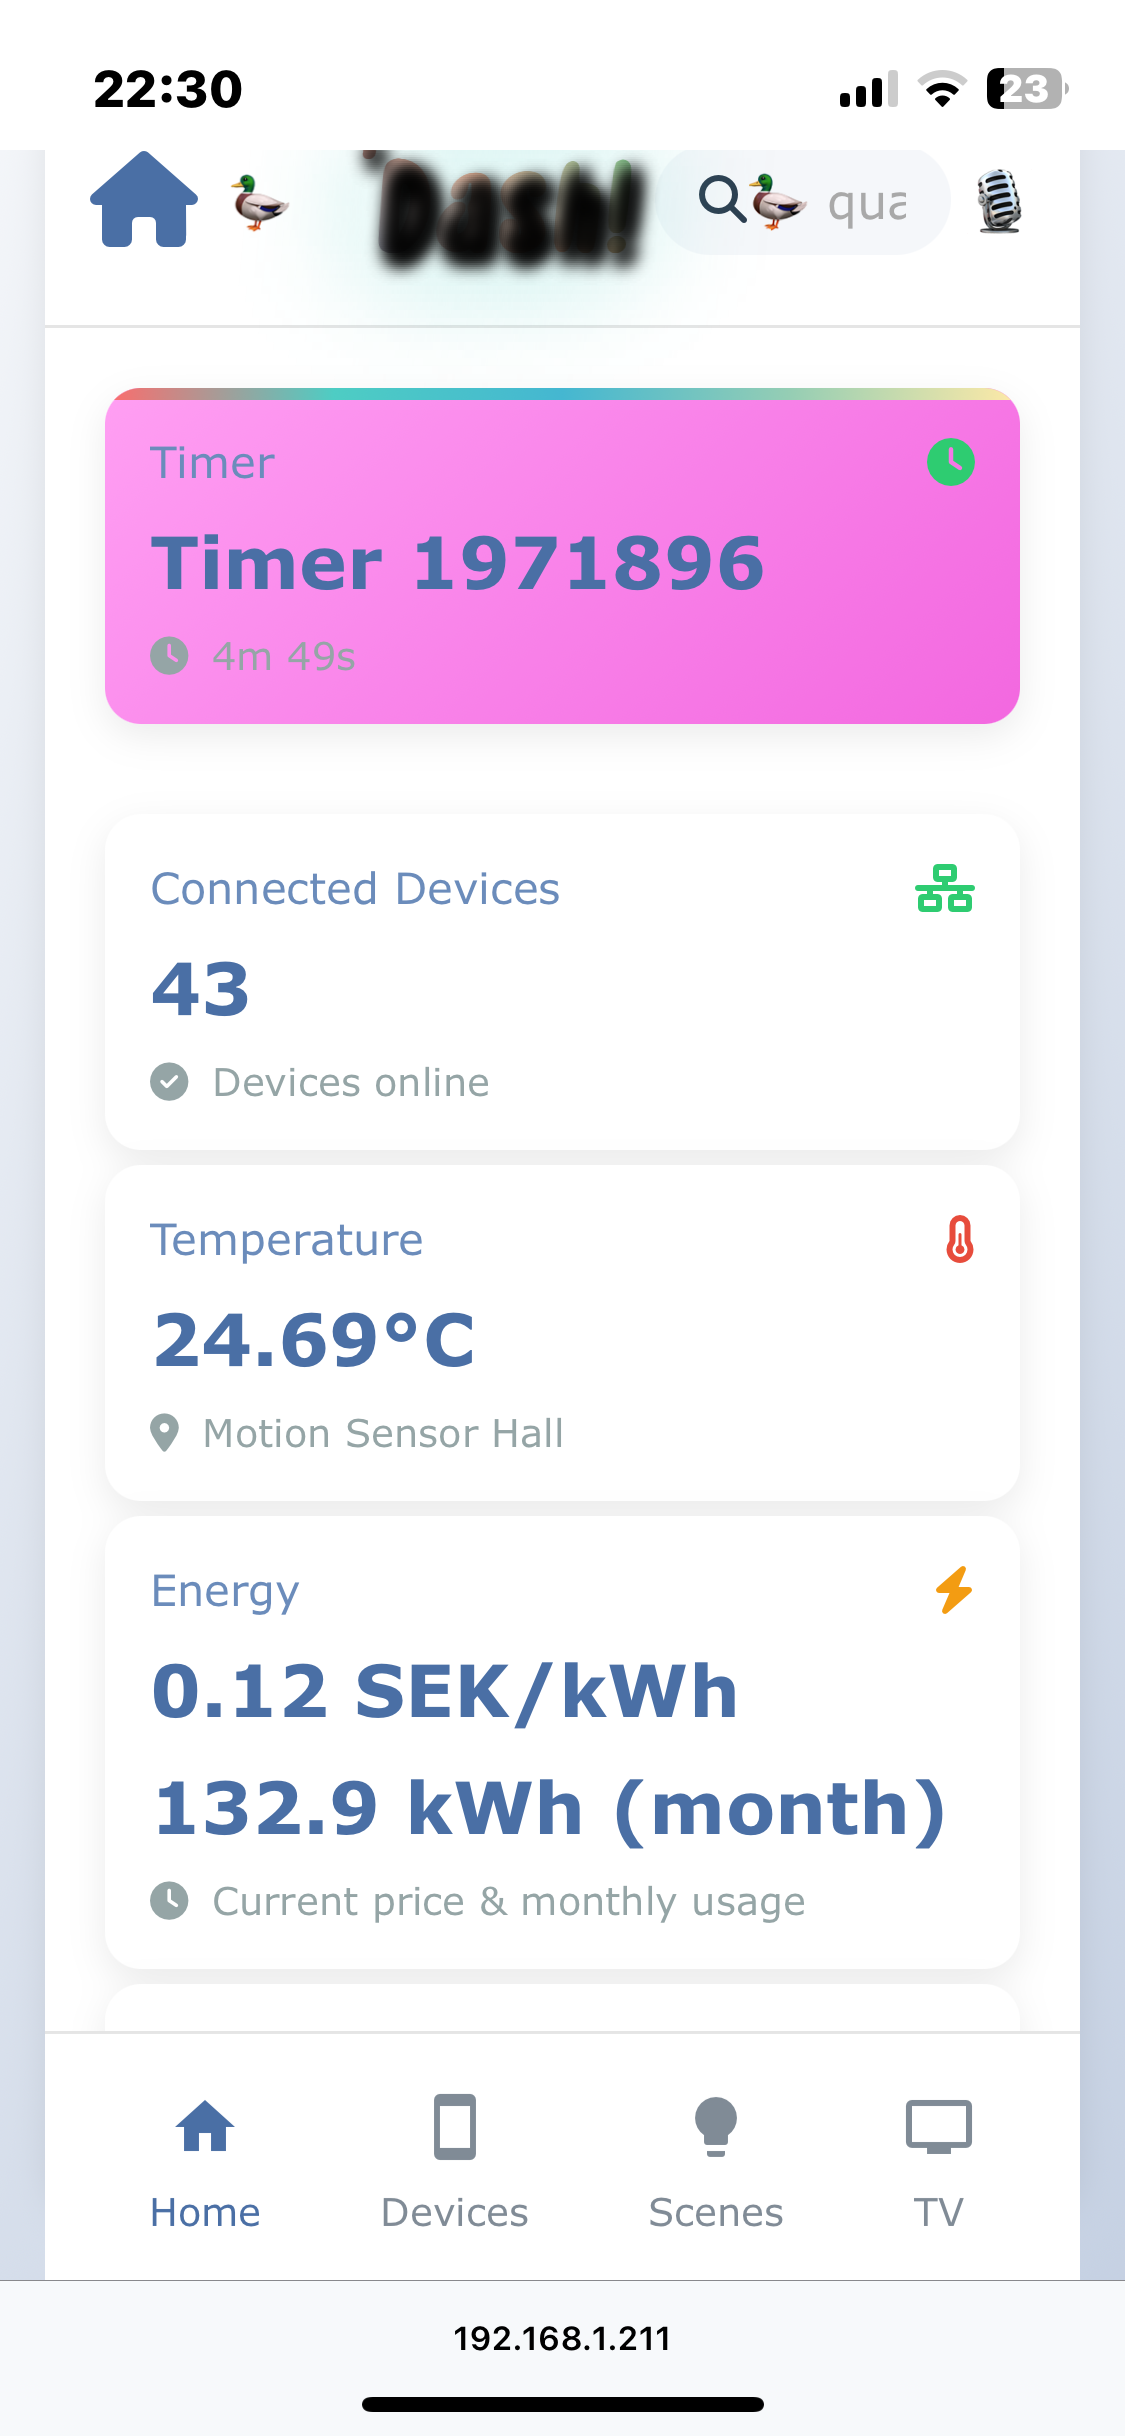 22:30
23
'Dash!
qua
Timer
Timer 1971896
4m 49s
Connected Devices
43
Devices online
Temperature
24.69°C
Motion Sensor Hall
Energy
0.12 SEK/kWh
132.9 kWh (month)
Current price & monthly usage
Home
Devices
Scenes
TV
192.168.1.211